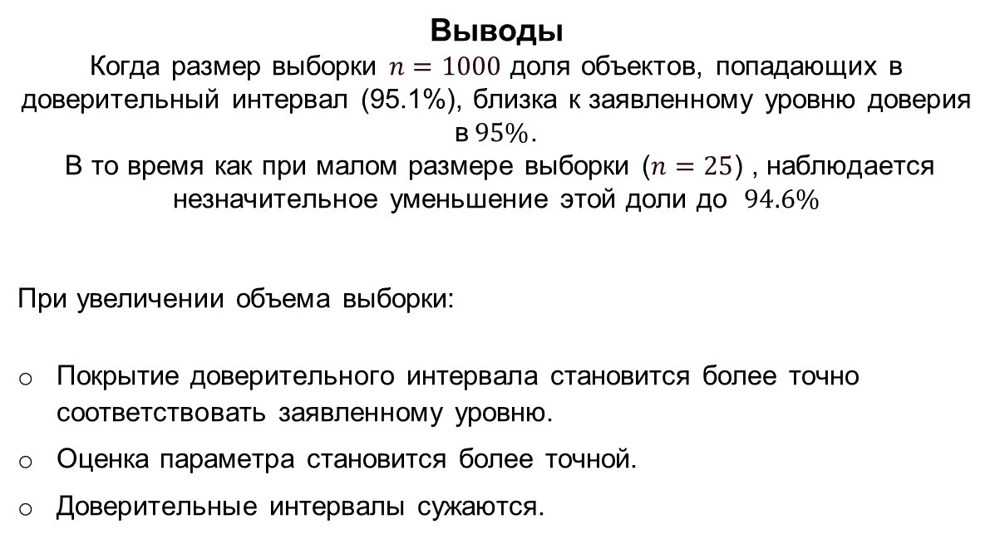 Выводы
Когда размер выборки n = 1000 доля объектов, попадающих в
доверительный интервал (95.1%), близка к заявленному уровню доверия
в 95%.
В то время как при малом размере выборки (n = 25) , наблюдается
незначительное уменьшение этой доли до 94.6%
При увеличении объема выборки:
o Покрытие доверительного интервала становится более точно
соответствовать заявленному уровню.
o Оценка параметра становится более точной.
o Доверительные интервалы сужаются.